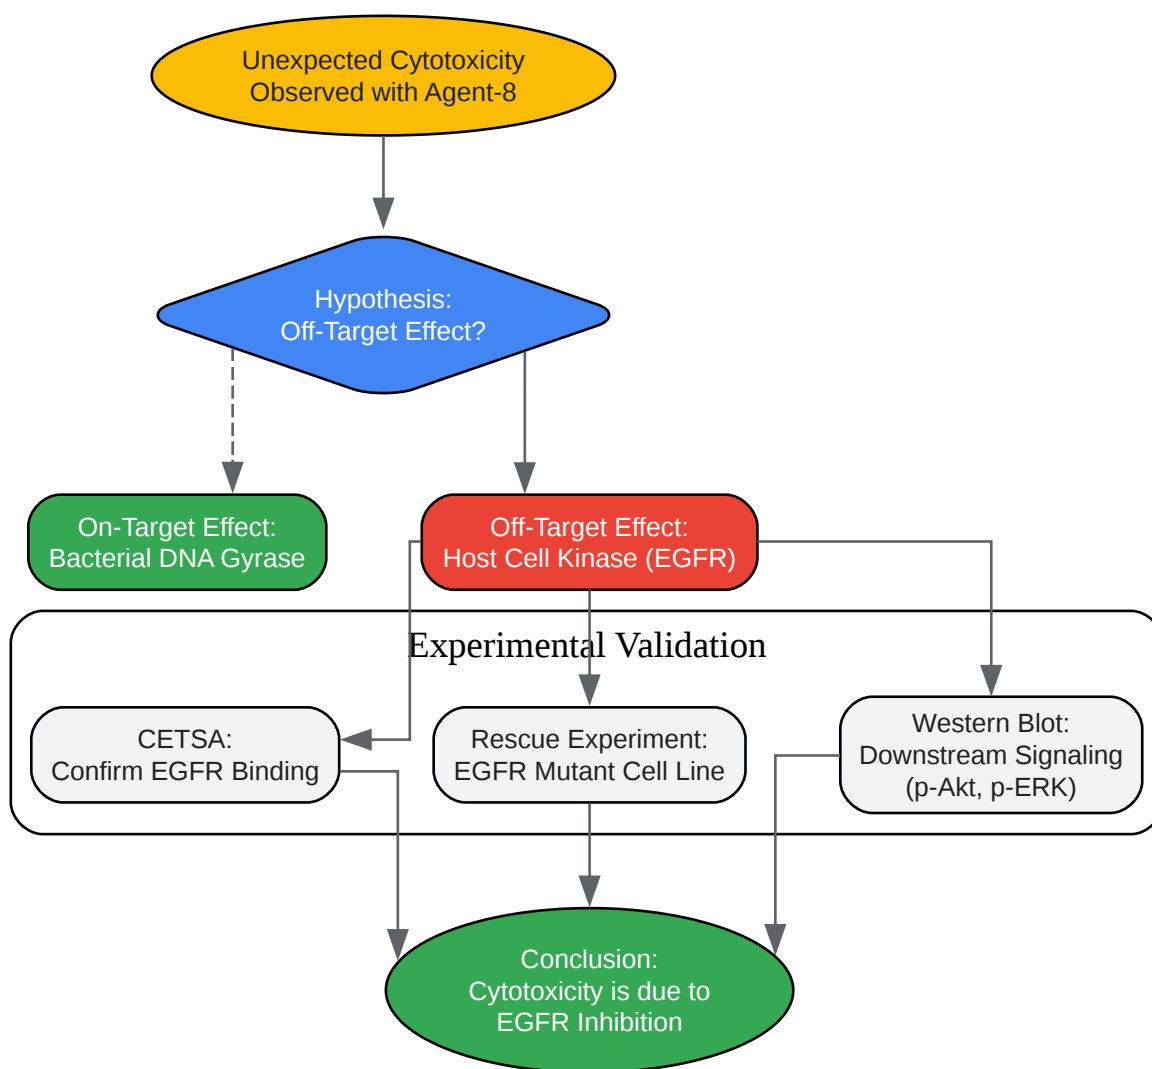 Unexpected Cytotoxicity
Observed with Agent-8
Hypothesis:
Off-Target Effect?
On-Target Effect:
Bacterial DNA Gyrase
Off-Target Effect:
Host Cell Kinase (EGFR)
Experimental Validation
CETSA:
Confirm EGFR Binding
Rescue Experiment:
EGFR Mutant Cell Line
Western Blot:
Downstream Signaling
(p-Akt, p-ERK)
Conclusion:
Cytotoxicity is due to
EGFR Inhibition